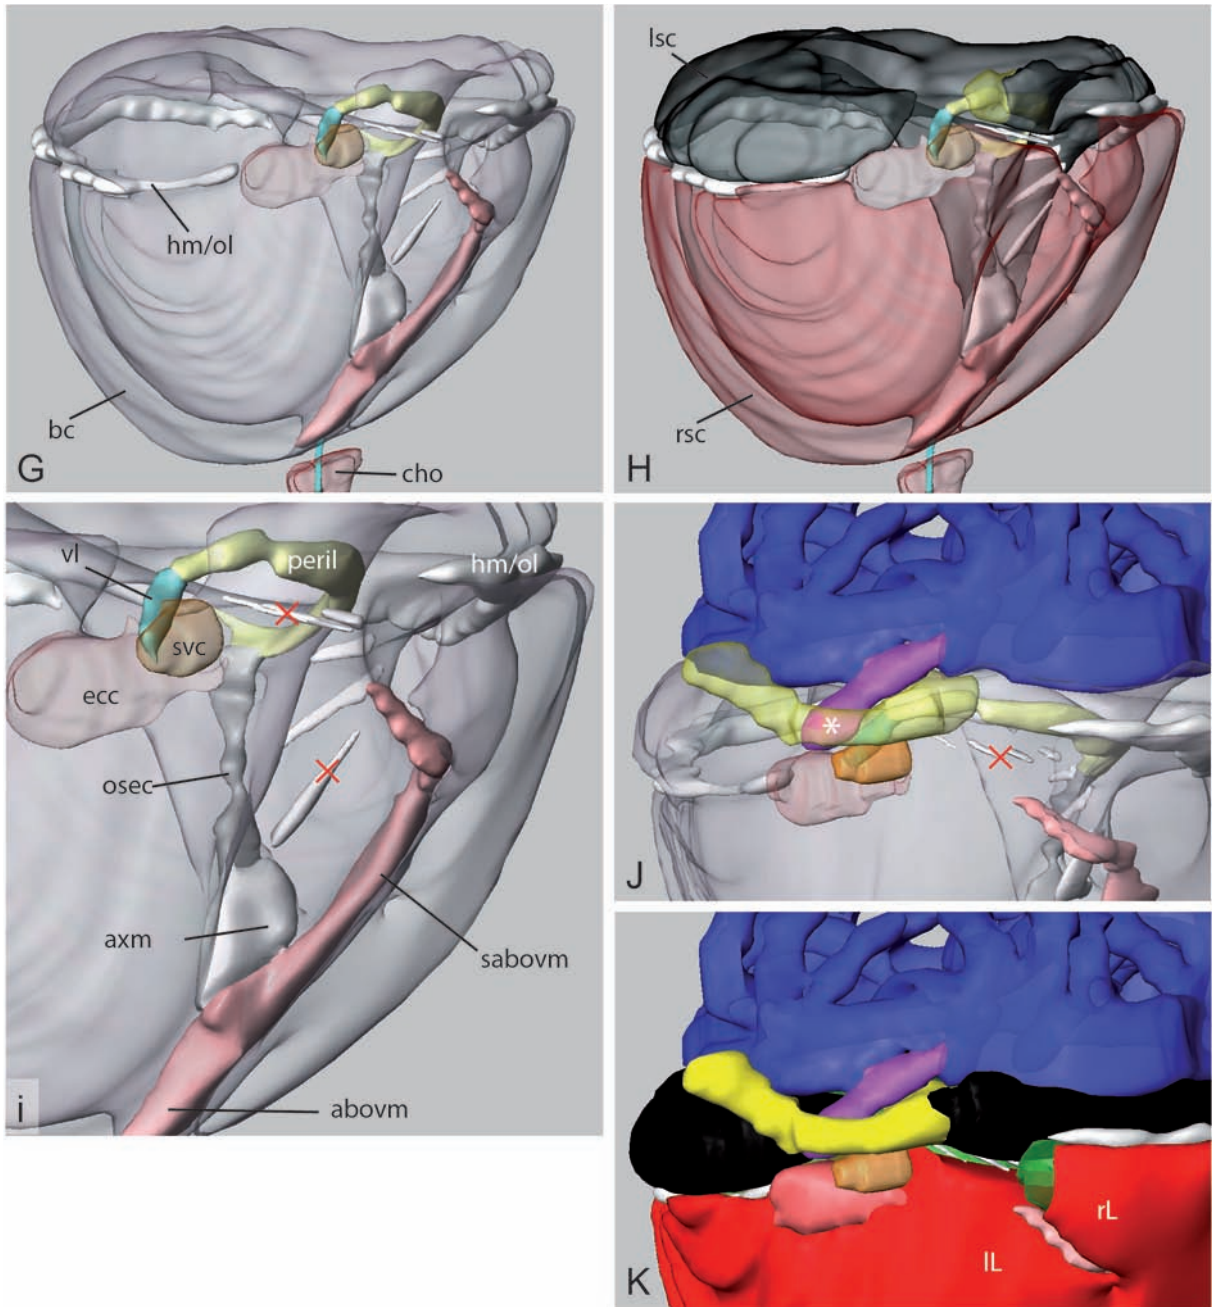 hm/ol
bc
G
cho
lsc
rsc
H
vl
peril
hm/ol
svc
ecc
osec
axm
sabovm
abovm
i
*
J
rL
lL
K